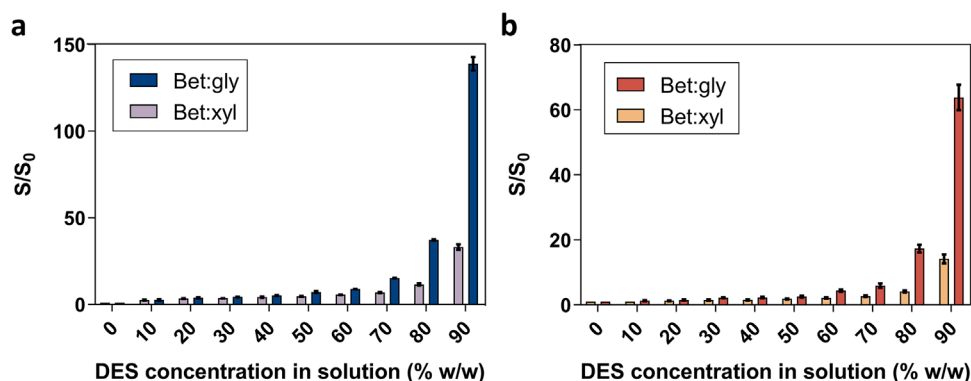 a
150
100
50
0
S/S0
Bet:gly
Bet:xyl
0 10 20 30 40 50 60 70 80 90
DES concentration in solution (% w/w)
b
80
60
40
20
0
S/S0
Bet:gly
Bet:xyl
0 10 20 30 40 50 60 70 80 90
DES concentration in solution (% w/w)